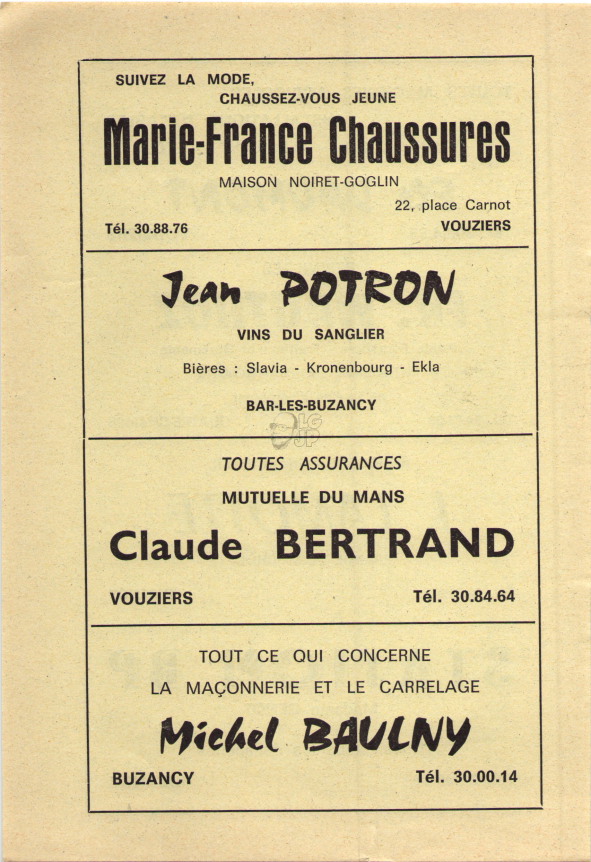 SUIVEZ LA MODE,
CHAUSSEZ-VOUS JEUNE
Marie-France Chaussures
MAISON NOIRET-GOGLIN
22, place Carnot
Tél. 30.88.76 VOUZIERS
Jean POTRON
VINS DU SANGLIER
Bières : Slavia - Kronenbourg - Ekla
BAR-LES-BUZANCY
LG
JP
TOUTES ASSURANCES
MUTUELLE DU MANS
Claude BERTRAND
VOUZIERS Tél. 30.84.64
TOUT CE QUI CONCERNE
LA MAÇONNERIE ET LE CARRELAGE
Michel BAULNY
BUZANCY Tél. 30.00.14